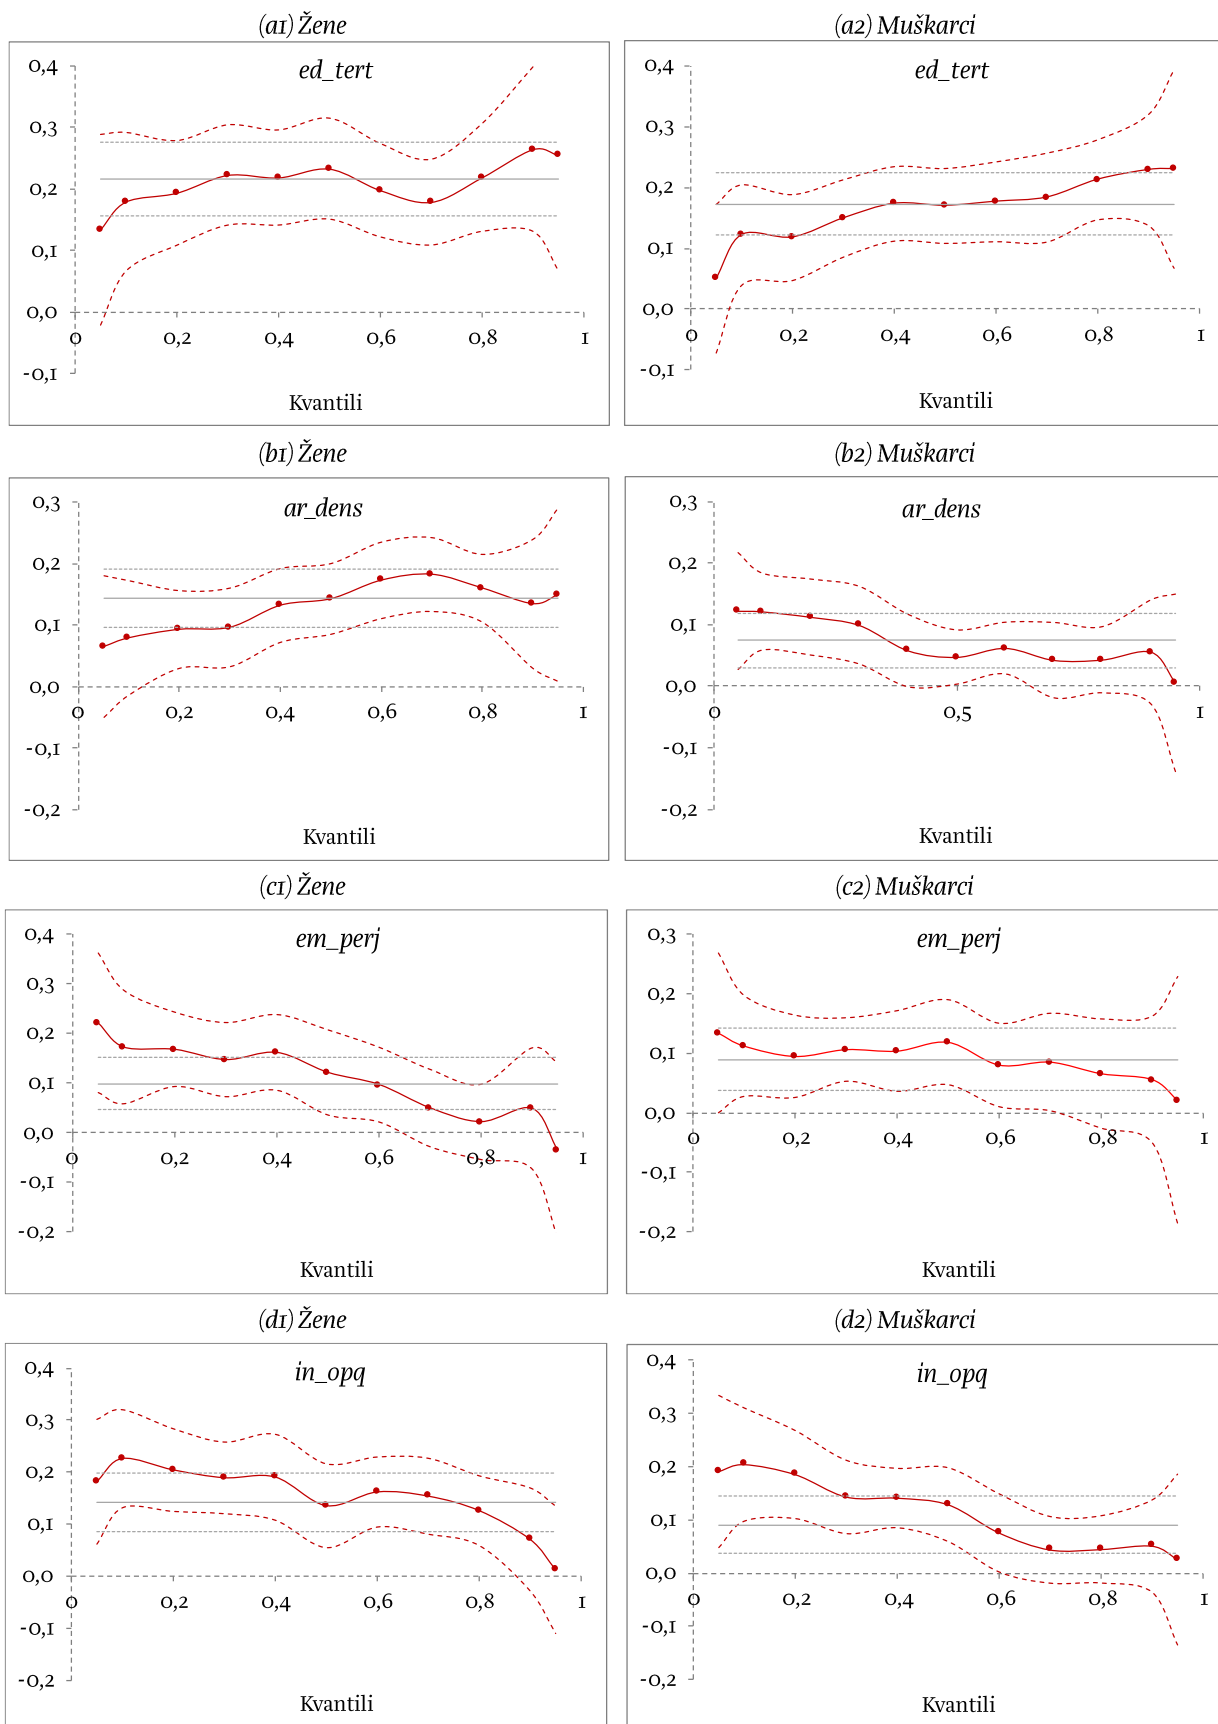 (a1) Žene
(a2) Muškarci
ed_tert
0,4
0,3
0,2
0,1
0,0
-0,1
0 0,2 0,4 0,6 0,8 1
Kvantili
ed_tert
0,4
0,3
0,2
0,1
0,0
-0,1
0 0,2 0,4 0,6 0,8 1
Kvantili
(b1) Žene
(b2) Muškarci
ar_dens
0,3
0,2
0,1
0,0
-0,1
-0,2
0 0,2 0,4 0,6 0,8 1
Kvantili
ar_dens
0,3
0,2
0,1
0,0
-0,1
-0,2
0 0,5 1
Kvantili
(c1) Žene
(c2) Muškarci
em_perj
0,4
0,3
0,2
0,1
0,0
-0,1
-0,2
0 0,2 0,4 0,6 0,8 1
Kvantili
em_perj
0,3
0,2
0,1
0,0
-0,1
-0,2
0 0,2 0,4 0,6 0,8 1
Kvantili
(d1) Žene
(d2) Muškarci
in_opq
0,4
0,3
0,2
0,1
0,0
-0,1
-0,2
0 0,2 0,4 0,6 0,8 1
Kvantili
in_opq
0,4
0,3
0,2
0,1
0,0
-0,1
-0,2
0 0,2 0,4 0,6 0,8 1
Kvantili